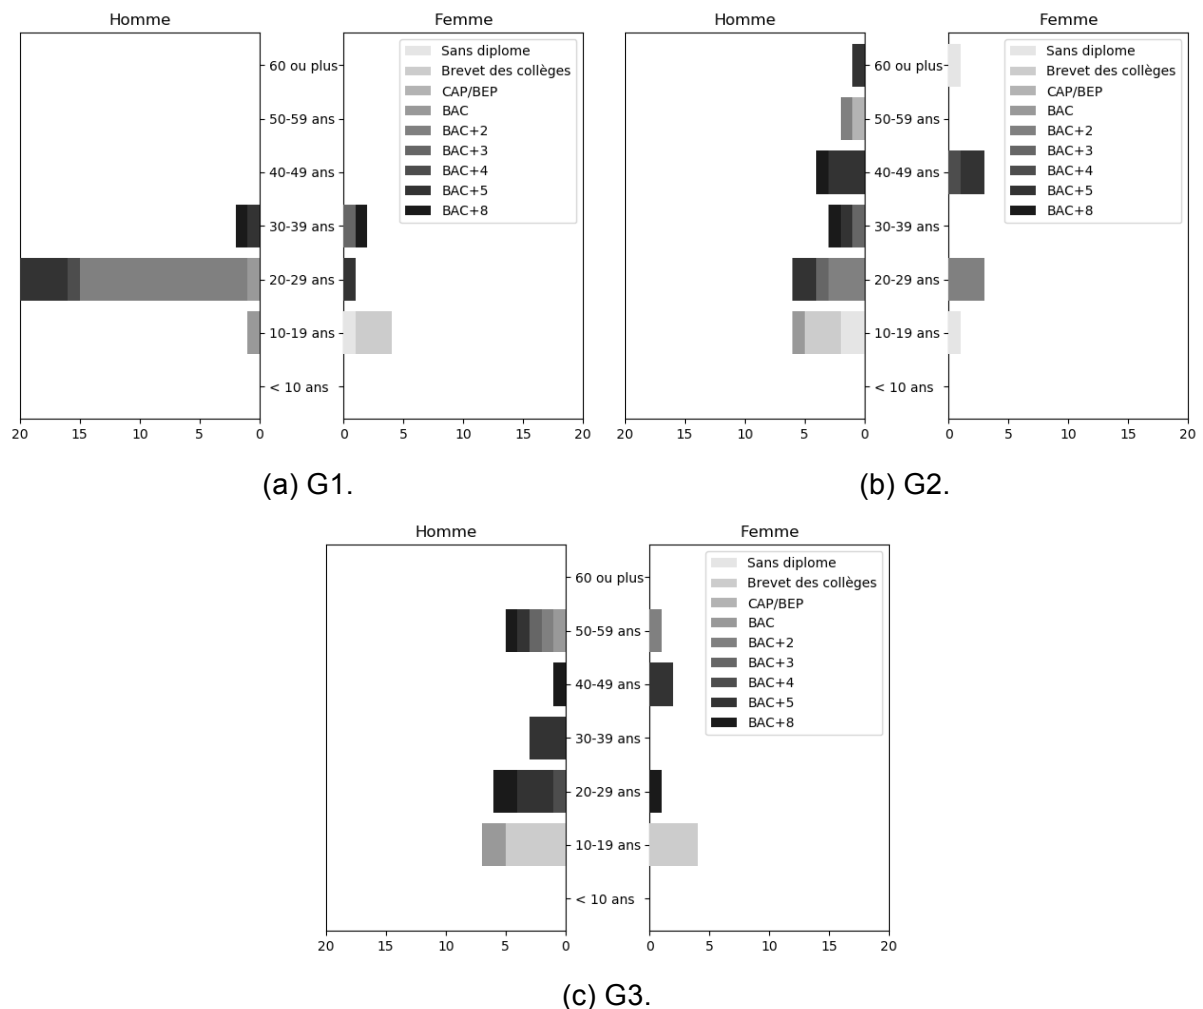 Homme
Femme
Sans diplome
Brevet des collèges
CAP/BEP
BAC
BAC+2
BAC+3
BAC+4
BAC+5
BAC+8
60 ou plus
50-59 ans
40-49 ans
30-39 ans
20-29 ans
10-19 ans
< 10 ans
20 15 10 5 0
0 5 10 15 20
(a) G1.
Homme
Femme
Sans diplome
Brevet des collèges
CAP/BEP
BAC
BAC+2
BAC+3
BAC+4
BAC+5
BAC+8
60 ou plus
50-59 ans
40-49 ans
30-39 ans
20-29 ans
10-19 ans
< 10 ans
20 15 10 5 0
0 5 10 15 20
(b) G2.
Homme
Femme
Sans diplome
Brevet des collèges
CAP/BEP
BAC
BAC+2
BAC+3
BAC+4
BAC+5
BAC+8
60 ou plus
50-59 ans
40-49 ans
30-39 ans
20-29 ans
10-19 ans
< 10 ans
20 15 10 5 0
0 5 10 15 20
(c) G3.